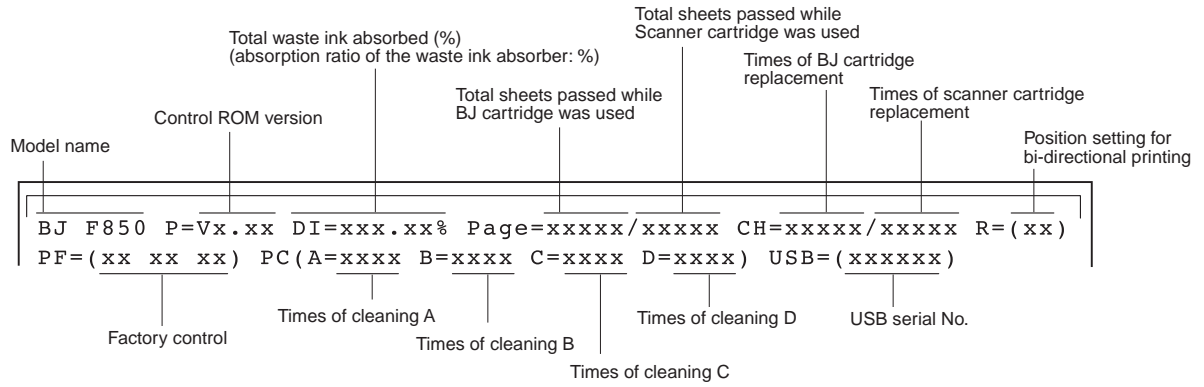 Total sheets passed while
Scanner cartridge was used
Total waste ink absorbed (%)
(absorption ratio of the waste ink absorber: %)
Times of BJ cartridge
replacement
Total sheets passed while
BJ cartridge was used
Times of scanner cartridge
replacement
Control ROM version
Position setting for
bi-directional printing
Model name
BJ F850 P=Vx.xx DI=xxx.xx% Page=xxxxx/xxxxx CH=xxxxx/xxxxx R=(xx)
PF=(xx xx xx) PC(A=xxxx B=xxxx C=xxxx D=xxxx) USB=(xxxxxx)
Factory control
Times of cleaning A
Times of cleaning B
Times of cleaning C
Times of cleaning D
USB serial No.